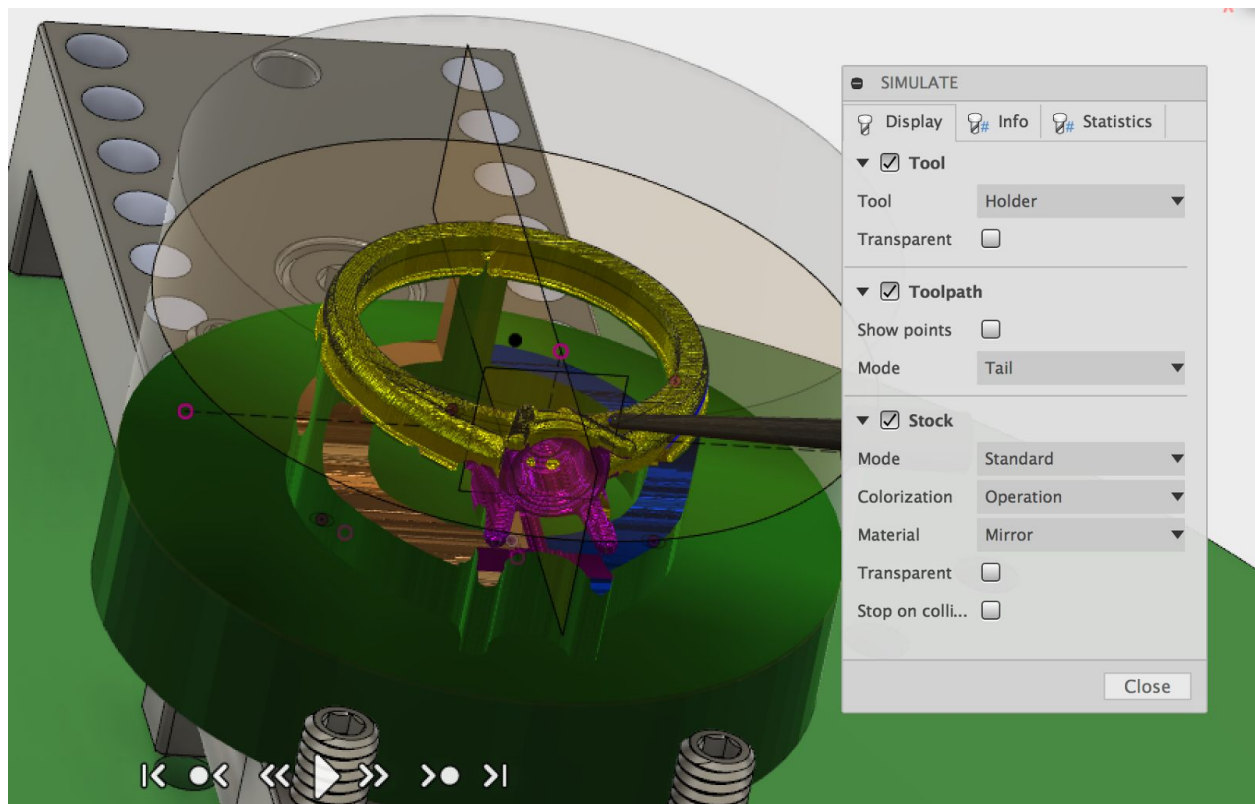 SIMULATE
Display Info Statistics
Tool
Tool Holder
Transparent
Toolpath
Show points
Mode Tail
Stock
Mode Standard
Colorization Operation
Material Mirror
Transparent
Stop on colli...
Close